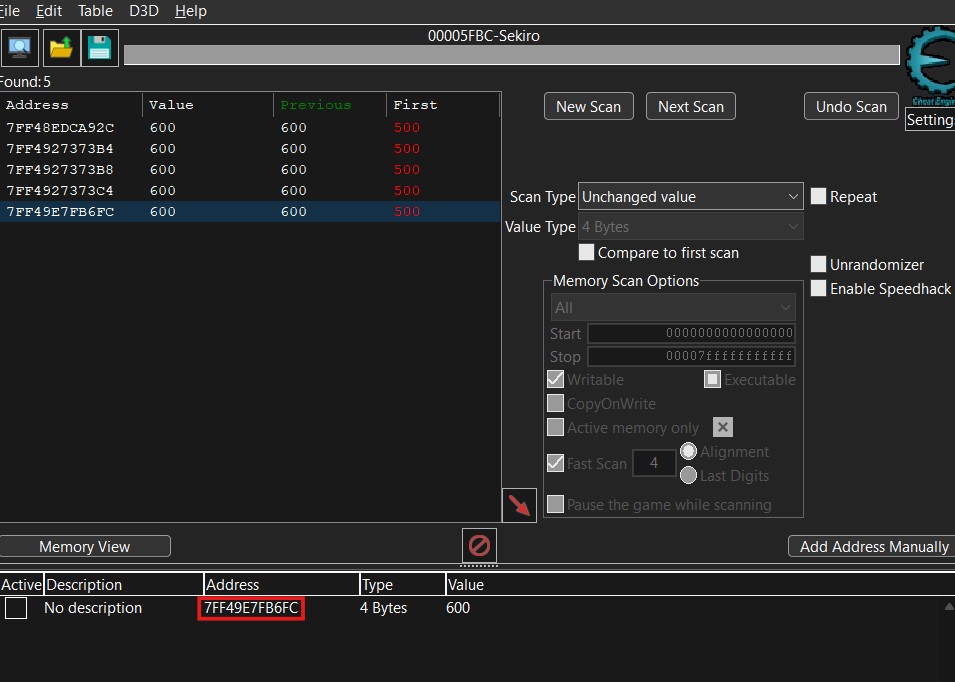 File Edit Table D3D Help
00005FBC-Sekiro
Cheat Engin
Found:5
Settings
Address Value Previous First
7FF48EDCA92C 600 600 500
7FF4927373B4 600 600 500
7FF4927373B8 600 600 500
7FF4927373C4 600 600 500
7FF49E7FB6FC 600 600 500
New Scan Next Scan Undo Scan
Scan Type Unchanged value Repeat
Value Type 4 Bytes
Compare to first scan
Unrandomizer
Enable Speedhack
Memory Scan Options
All
Start 0000000000000000
Stop 00007fffffffffff
Writable Executable
CopyOnWrite
Active memory only
Fast Scan 4 Alignment
Last Digits
Pause the game while scanning
Memory View Add Address Manually
Active Description Address Type Value
No description 7FF49E7FB6FC 4 Bytes 600